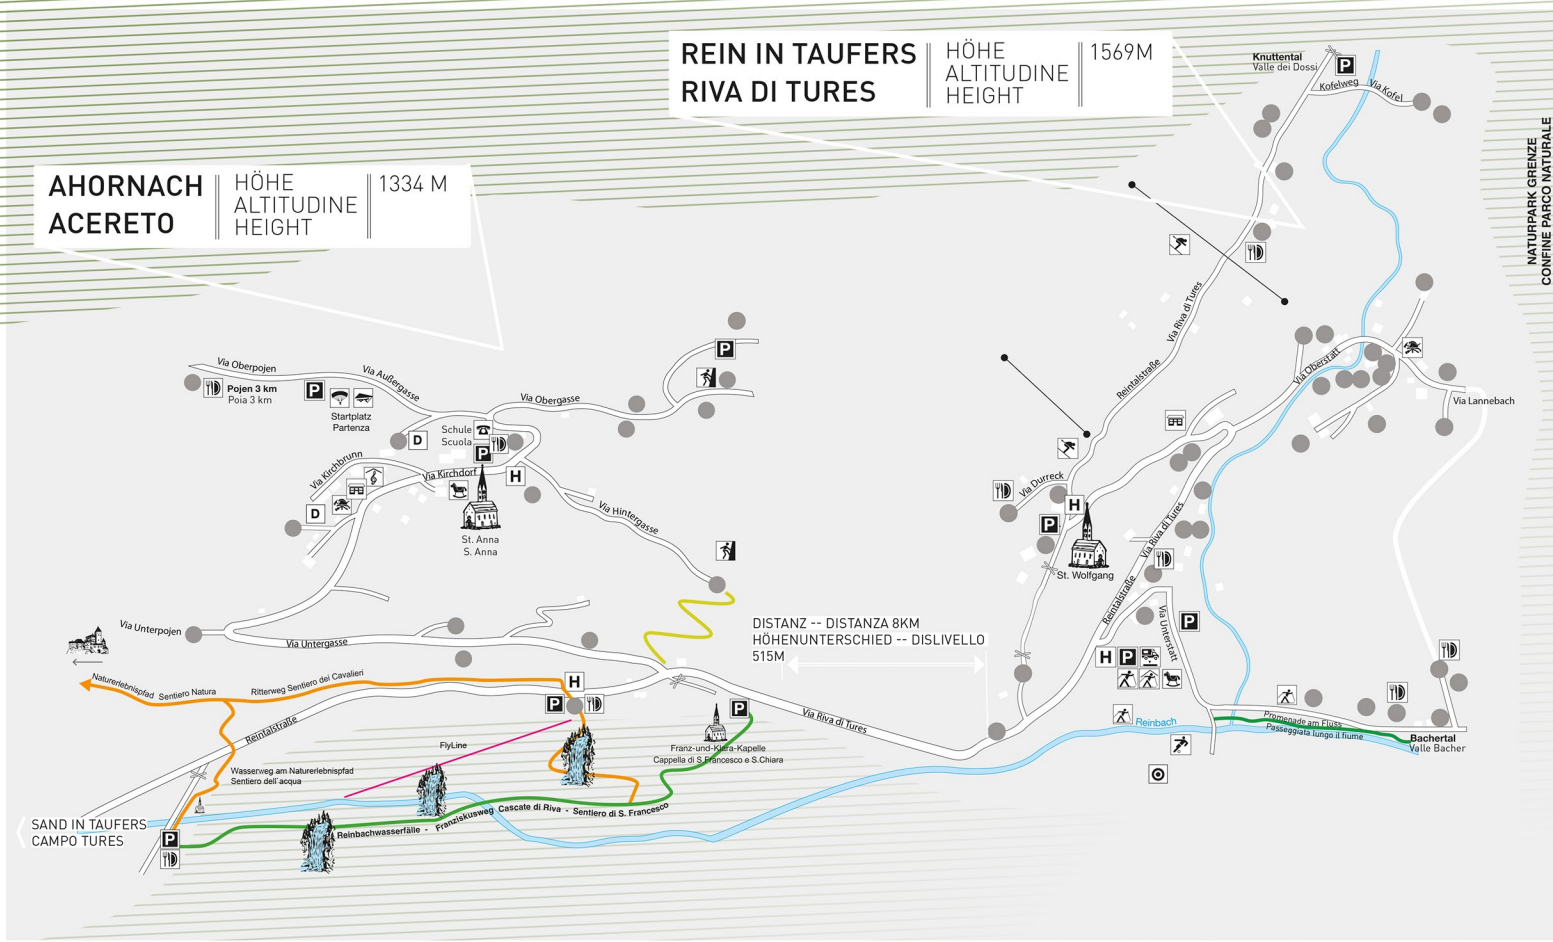 REIN IN TAUFERS
RIVA DI TURES
HÖHE
ALTITUDINE
HEIGHT
1569M
Knuttental
Valle dei Dossi
P
Kofelweg
Via Kofel
NATURPARK GRENZE
CONFINE PARCO NATURALE
AHORNACH
ACERETO
HÖHE
ALTITUDINE
HEIGHT
1334 M
Via Riva di Tures
Reintalstraße
Via Oberstatt
Via Lannebach
Via Oberpojen
Pojen 3 km
Poia 3 km
P
Startplatz
Partenza
Via Außergasse
Via Obergasse
P
Schule
Scuola
P
D
Via Kirchbrunn
Via Kirchdorf
H
D
St. Anna
S. Anna
Via Hintergasse
Via Durreck
H
P
St. Wolfgang
Via Riva di Tures
Reintalstraße
Via Unterstatt
P
H
P
Via Unterpojen
Via Untergasse
DISTANZ -- DISTANZA 8KM
HÖHENUNTERSCHIED -- DISLIVELLO
515M
Naturerlebnispfad Sentiero Natura
Ritterweg Sentiero dei Cavalieri
H
P
Reintalstraße
Via Riva di Tures
P
Franz-und-Klara-Kapelle
Cappella di S.Francesco e S.Chiara
FlyLine
Wasserweg am Naturerlebnispfad
Sentiero dell'acqua
Reinbachwasserfälle - Franziskusweg Cascate di Riva - Sentiero di S. Francesco
SAND IN TAUFERS
CAMPO TURES
P
Reinbach
Promenade am Fluss
Passeggiata lungo il fiume
Bachertal
Valle Bacher